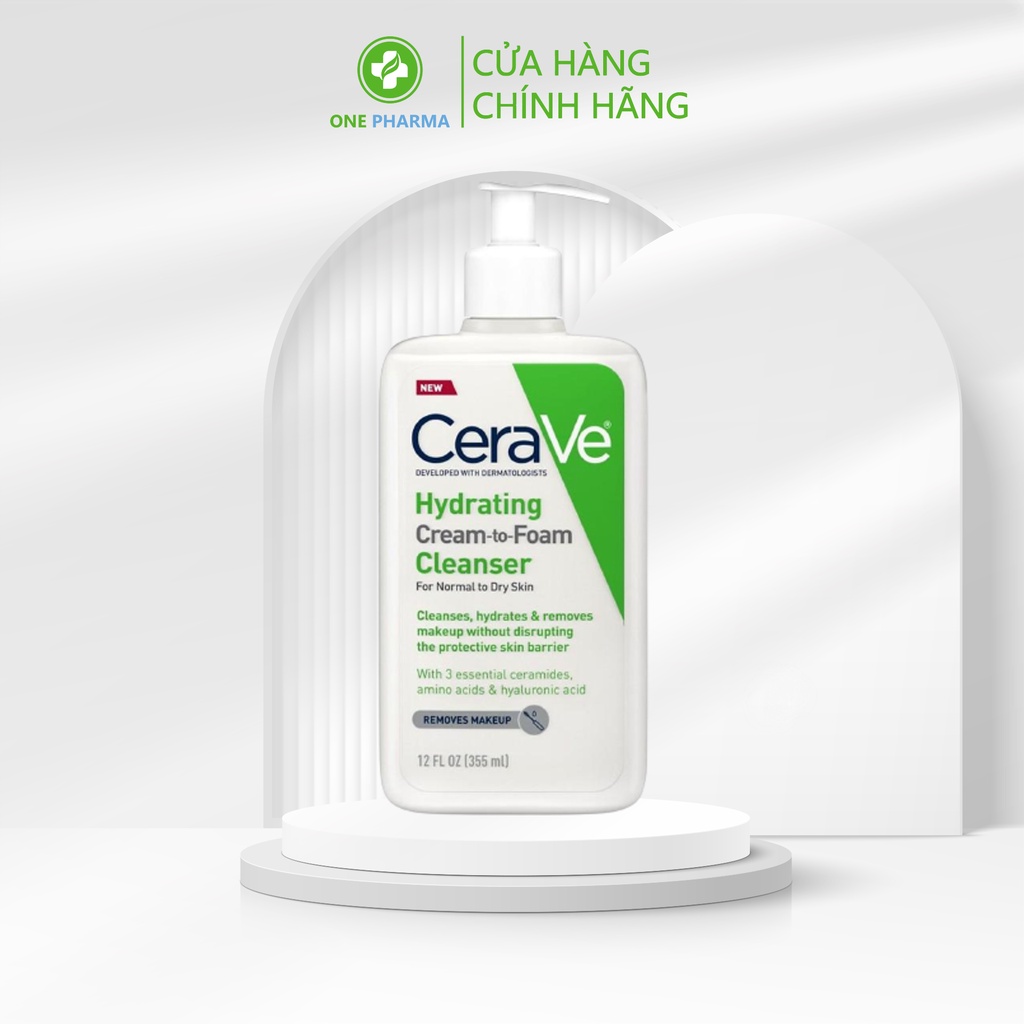 ONE PHARMA
CỬA HÀNG
CHÍNH HÃNG
NEW
CeraVe®
DEVELOPED WITH DERMATOLOGISTS
Hydrating
Cream-to-Foam
Cleanser
For Normal to Dry Skin
Cleanses, hydrates & removes
makeup without disrupting
the protective skin barrier
With 3 essential ceramides,
amino acids & hyaluronic acid
REMOVES MAKEUP
12 FL OZ (355 ml)